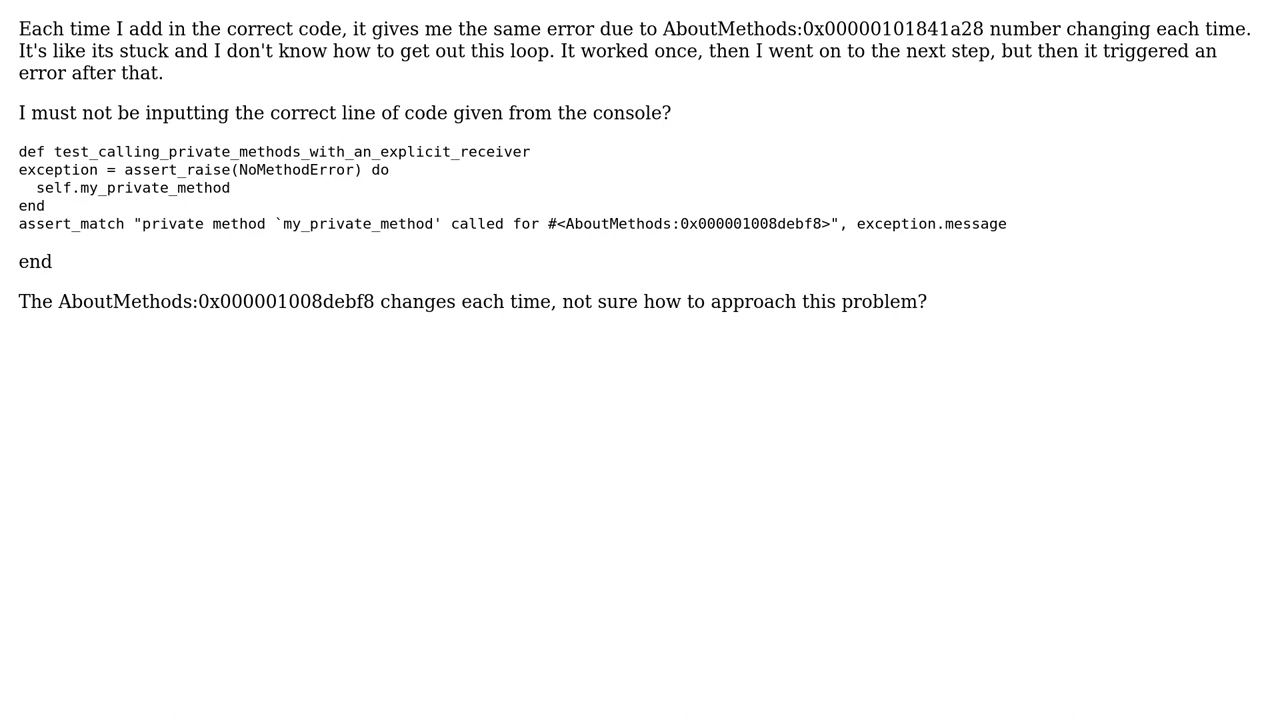 Each time I add in the correct code, it gives me the same error due to AboutMethods:0x00000101841a28 number changing each time.
It's like its stuck and I don't know how to get out this loop. It worked once, then I went on to the next step, but then it triggered an
error after that.
I must not be inputting the correct line of code given from the console?
def test_calling_private_methods_with_an_explicit_receiver
exception = assert_raise(NoMethodError) do
  self.my_private_method
end
assert_match "private method `my_private_method' called for #<AboutMethods:0x000001008debf8>", exception.message
end
The AboutMethods:0x000001008debf8 changes each time, not sure how to approach this problem?